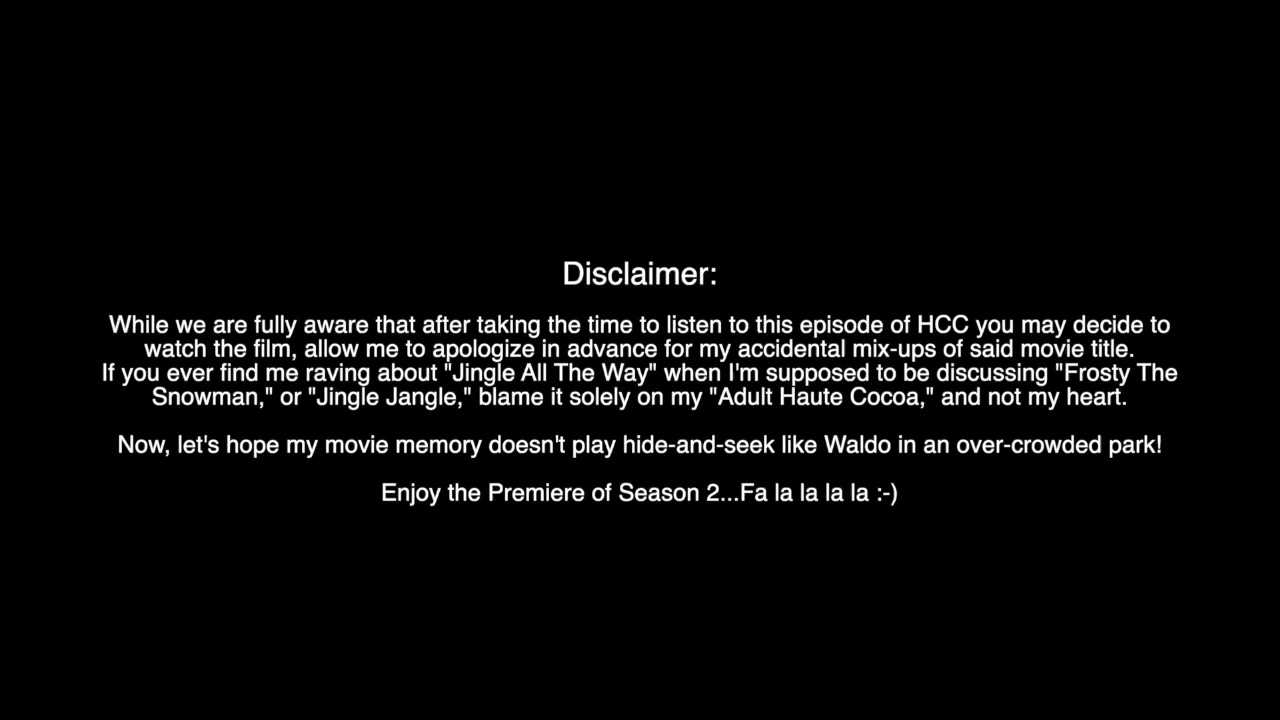 Disclaimer:
While we are fully aware that after taking the time to listen to this episode of HCC you may decide to
watch the film, allow me to apologize in advance for my accidental mix-ups of said movie title.
If you ever find me raving about "Jingle All The Way" when I'm supposed to be discussing "Frosty The
Snowman," or "Jingle Jangle," blame it solely on my "Adult Haute Cocoa," and not my heart.
Now, let's hope my movie memory doesn't play hide-and-seek like Waldo in an over-crowded park!
Enjoy the Premiere of Season 2...Fa la la la la :-)